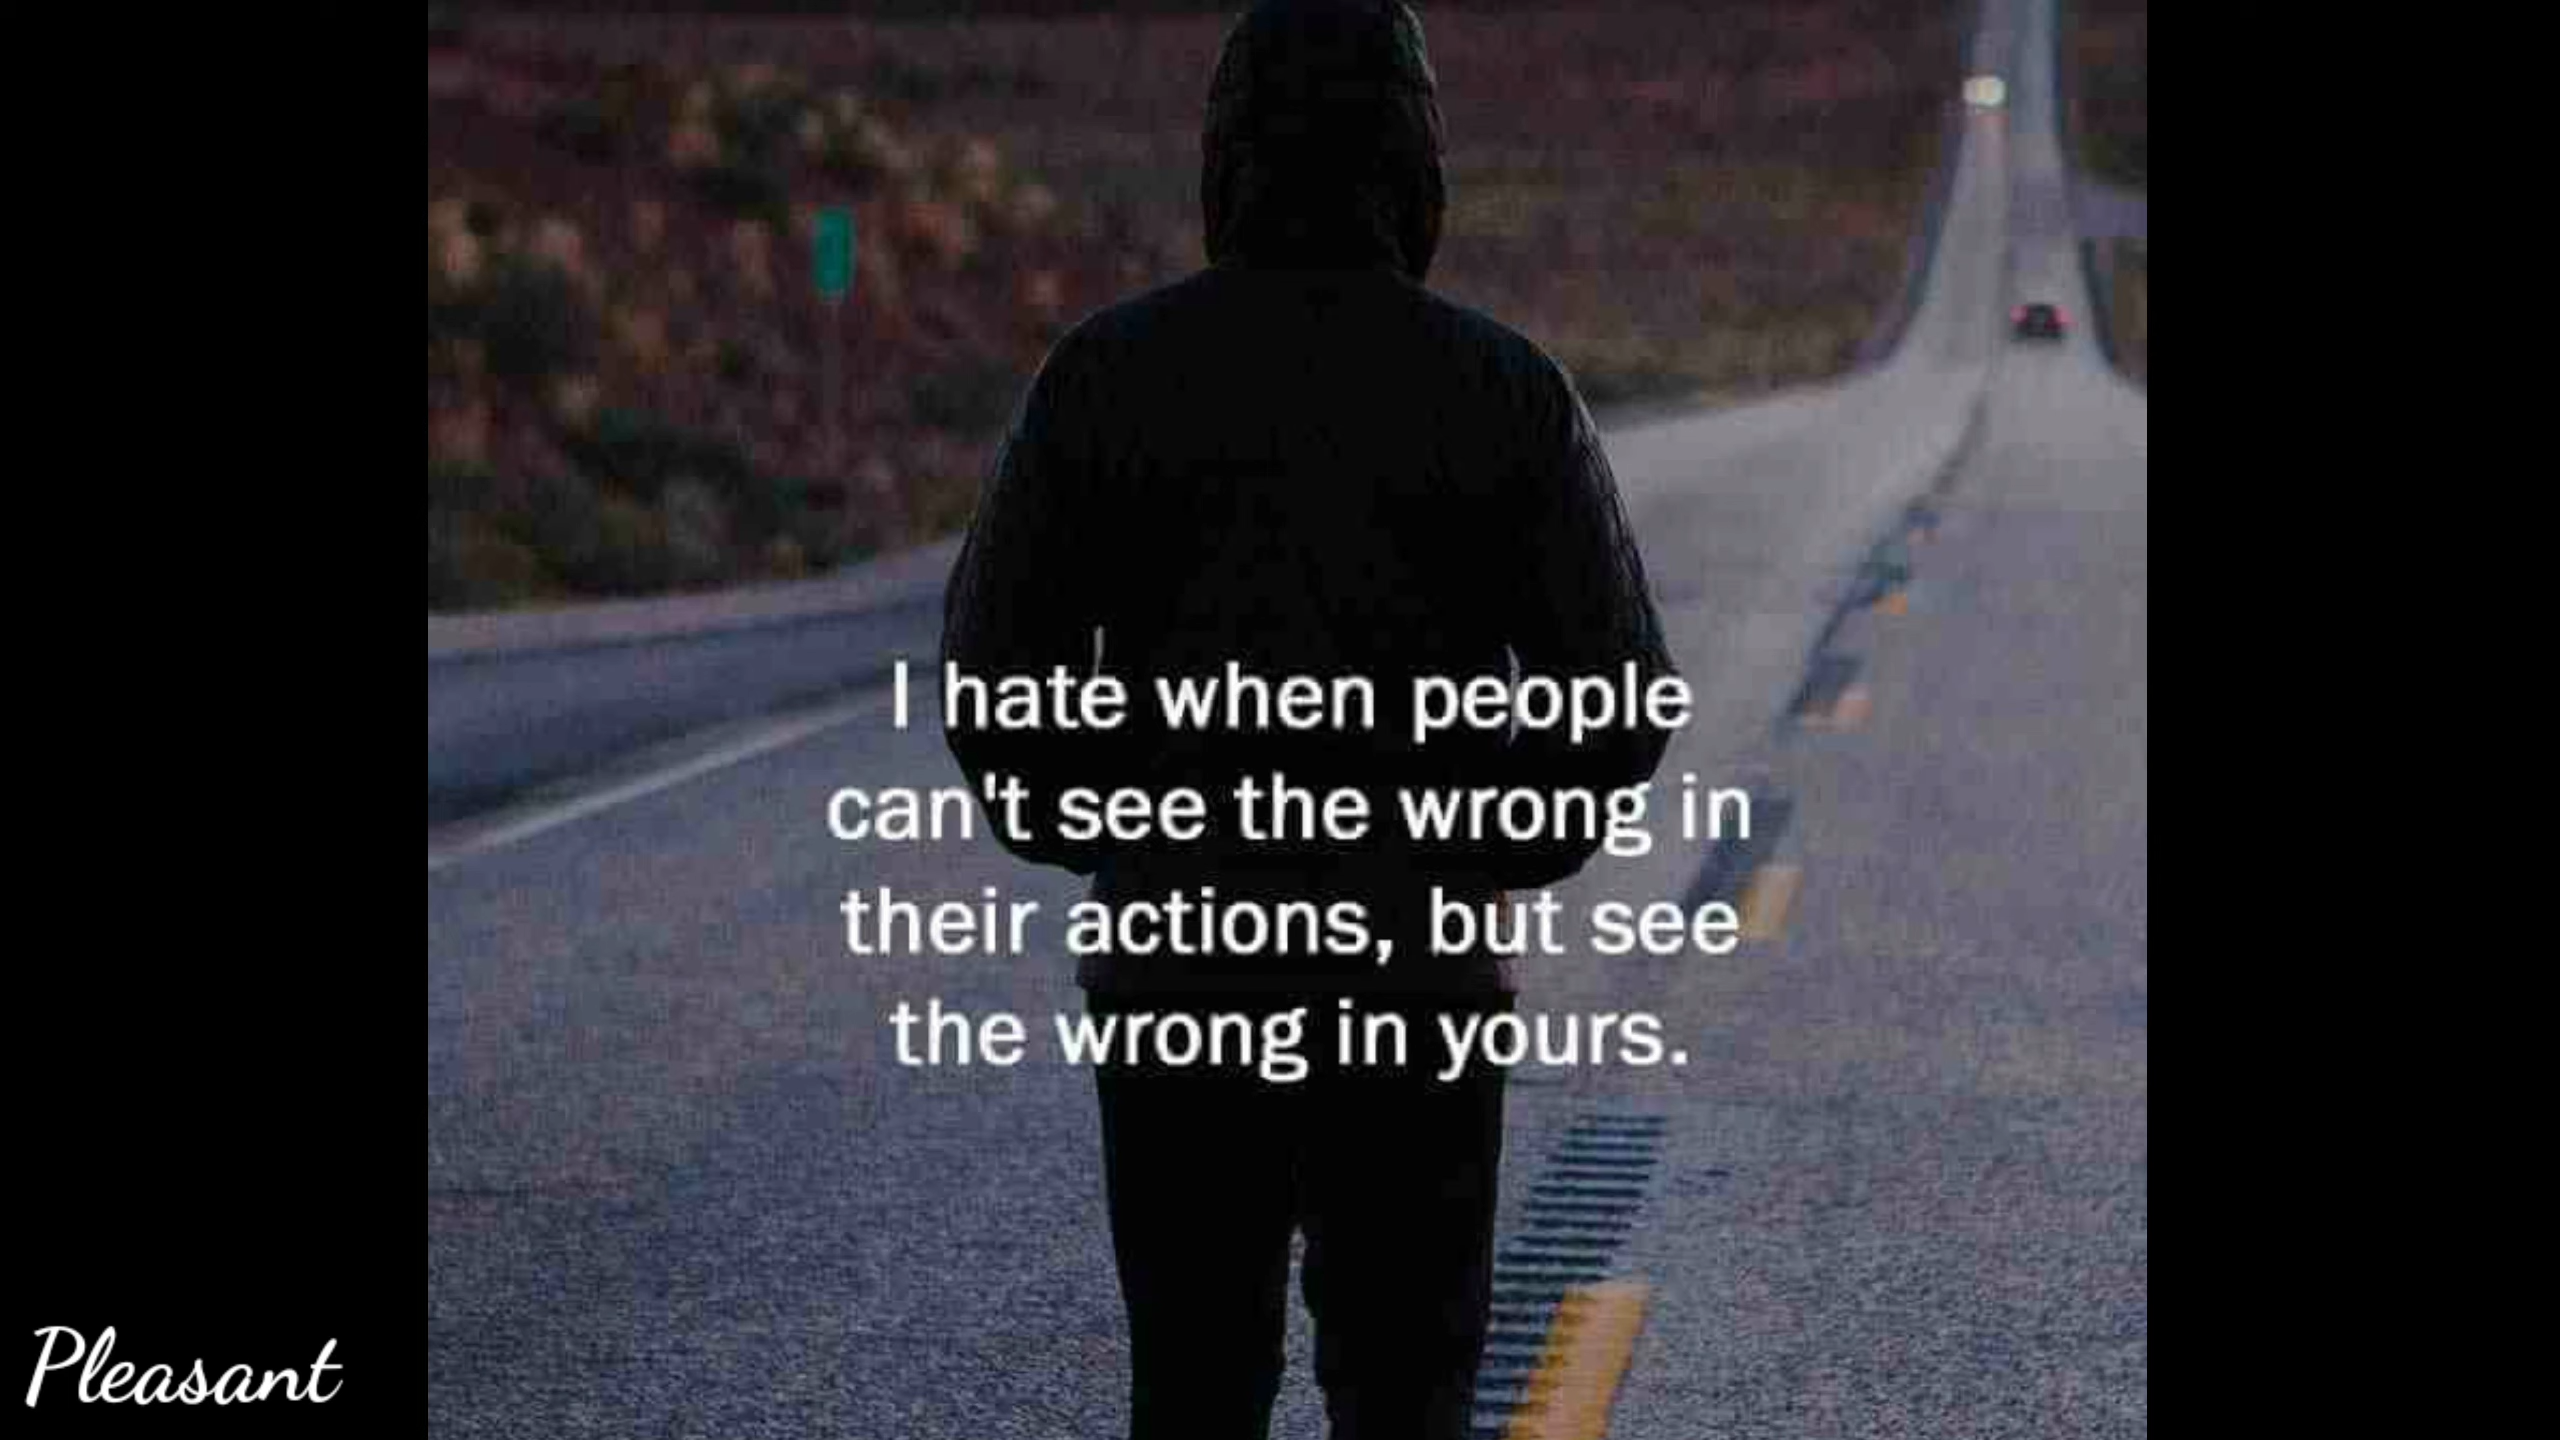 I hate when people
can't see the wrong in
their actions, but see
the wrong in yours.
Pleasant